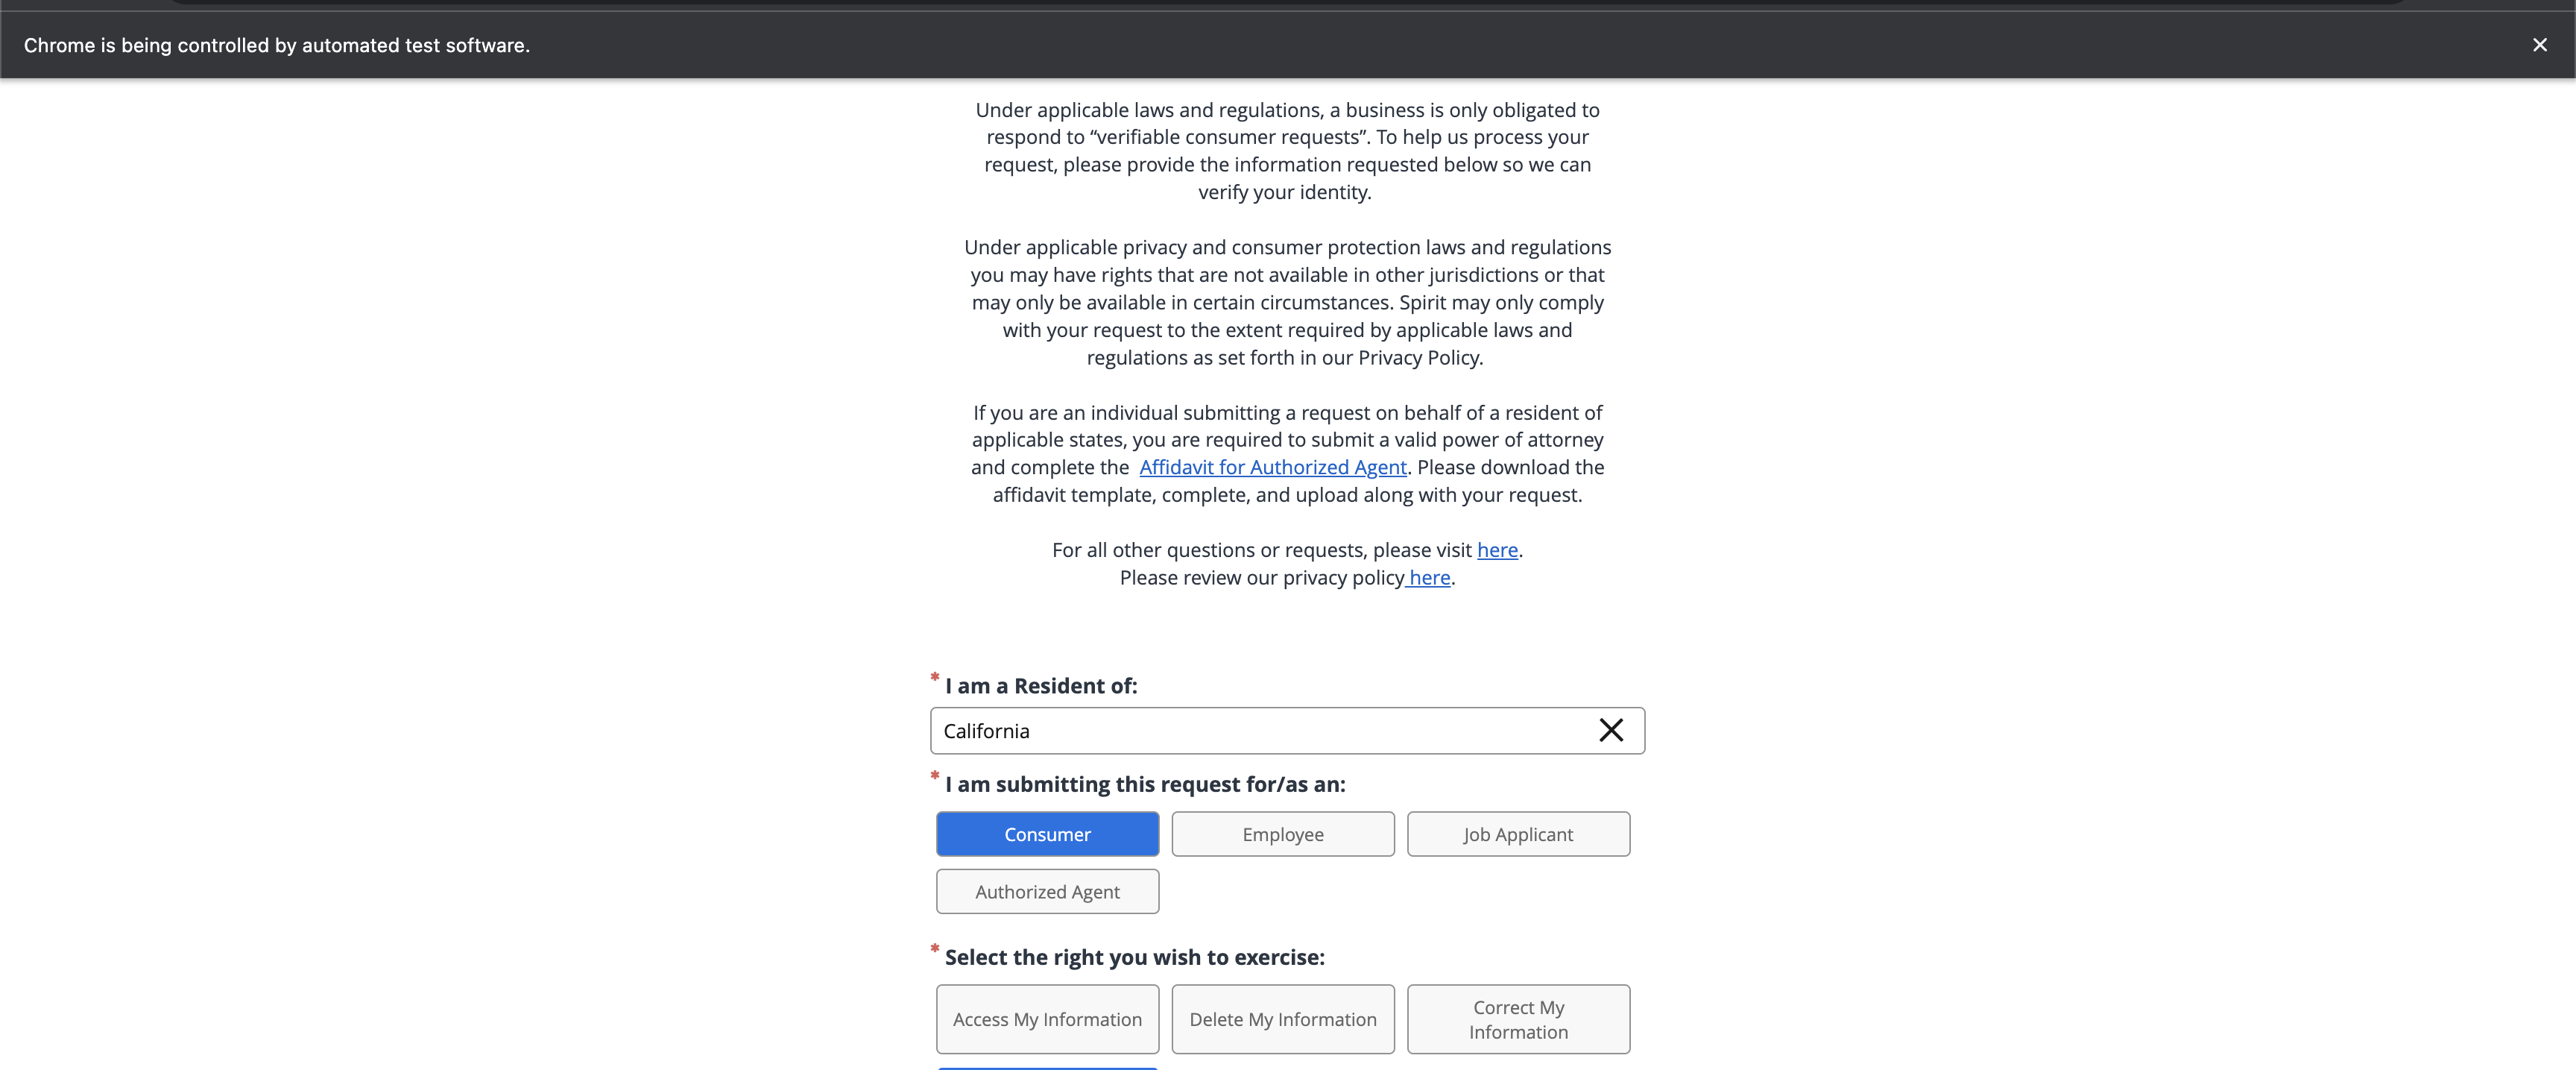 Chrome is being controlled by automated test software.
Under applicable laws and regulations, a business is only obligated to
respond to “verifiable consumer requests”. To help us process your
request, please provide the information requested below so we can
verify your identity.
Under applicable privacy and consumer protection laws and regulations
you may have rights that are not available in other jurisdictions or that
may only be available in certain circumstances. Spirit may only comply
with your request to the extent required by applicable laws and
regulations as set forth in our Privacy Policy.
If you are an individual submitting a request on behalf of a resident of
applicable states, you are required to submit a valid power of attorney
and complete the Affidavit for Authorized Agent. Please download the
affidavit template, complete, and upload along with your request.
For all other questions or requests, please visit here.
Please review our privacy policy here.
* I am a Resident of:
California
* I am submitting this request for/as an:
Consumer
Employee
Job Applicant
Authorized Agent
* Select the right you wish to exercise:
Access My Information
Delete My Information
Correct My
Information